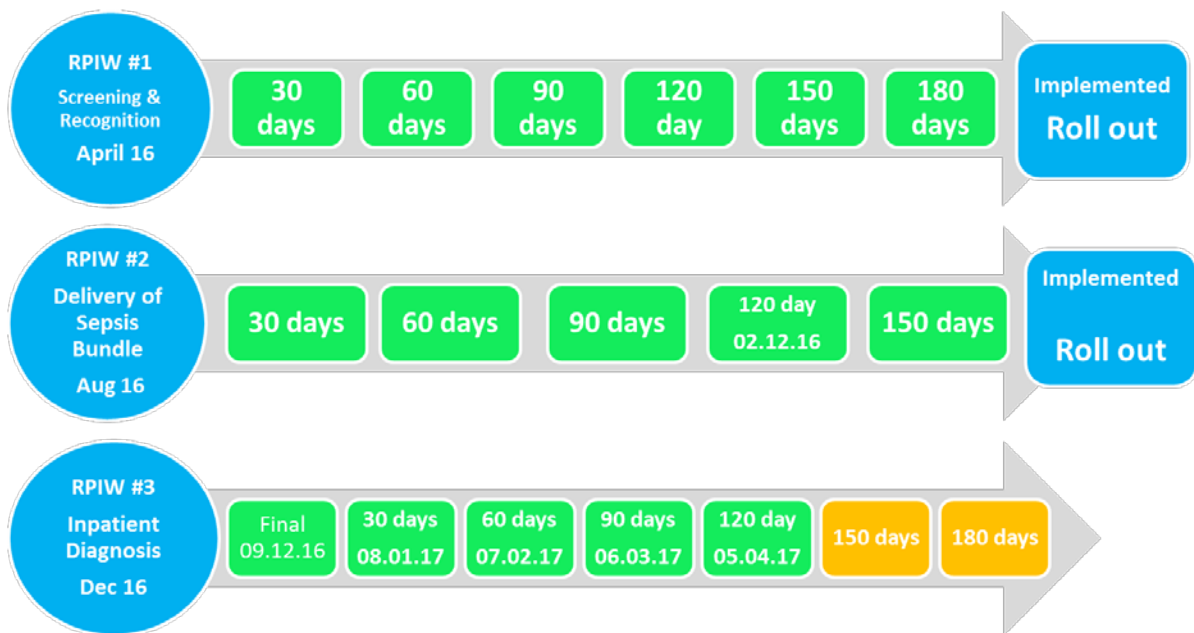 RPIW #1
Screening &
Recognition
April 16
30
days
60
days
90
days
120
day
150
days
180
days
Implemented
Roll out
RPIW #2
Delivery of
Sepsis
Bundle
Aug 16
30 days
60 days
90 days
120 day
02.12.16
150 days
Implemented
Roll out
RPIW #3
Inpatient
Diagnosis
Dec 16
Final
09.12.16
30 days
08.01.17
60 days
07.02.17
90 days
06.03.17
120 day
05.04.17
150 days
180 days